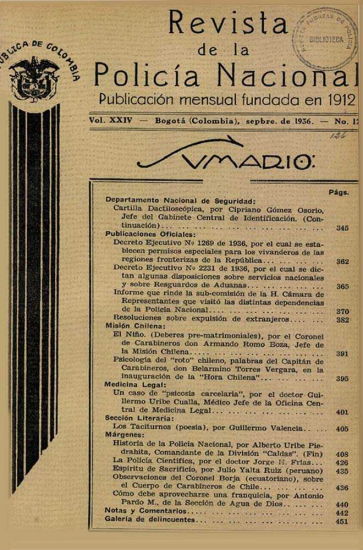 REPUBLICA DE COLOMBIA
BIBLIOTECA
Revista
de la
Policía Nacional
Publicación mensual fundada en 1912
Vol. XXIV — Bogotá (Colombia), sepbre. de 1936. — No. 12
126
SUMARIO:
Págs.
Departamento Nacional de Seguridad:
Cartilla Dactiloscópica, por Cipriano Gómez Osorio,
Jefe del Gabinete Central de Identificación. (Con-
tinuación) 345
Publicaciones Oficiales:
Decreto Ejecutivo Nº 1269 de 1936, por el cual se esta-
blecen permisos especiales para los vivanderas de las
regiones fronterizas de la República 362
Decreto Ejecutivo Nº 2231 de 1936, por el cual se dic-
tan algunas disposiciones sobre servicios nacionales
y sobre Resguardos de Aduanas 365
Informe que rinde la sub-comisión de la H. Cámara de
Representantes que visitó las distintas dependencias
de la Policía Nacional 370
Resoluciones sobre expulsión de extranjeros 382
Misión Chilena:
El Niño. (Deberes pre-matrimoniales), por el Coronel
de Carabineros don Armando Romo Boza, Jefe de
la Misión Chilena 391
Psicología del "roto" chileno, palabras del Capitán de
Carabineros, don Belarmino Torres Vergara, en la
inauguración de la "Hora Chilena" 395
Medicina Legal:
Un caso de "psicosis carcelaria", por el doctor Gui-
llermo Uribe Cualla, Médico Jefe de la Oficina Cen-
tral de Medicina Legal 401
Sección Literaria:
Los Taciturnos (poesía), por Guillermo Valencia 405
Márgenes:
Historia de la Policía Nacional, por Alberto Uribe Pie-
drahita, Comandante de la División "Caldas". (Fin) 408
La Policía Científica, por el doctor Jorge N. Frías 426
Espíritu de Sacrificio, por Julio Yalta Ruiz (peruano) 435
Observaciones del Coronel Borja (ecuatoriano), sobre
el Cuerpo de Carabineros de Chile 436
Cómo debe aprovecharse una franquicia, por Antonio
Pardo M., de la Sección de Agua de Dios 440
Notas y Comentarios 442
Galería de delincuentes 451